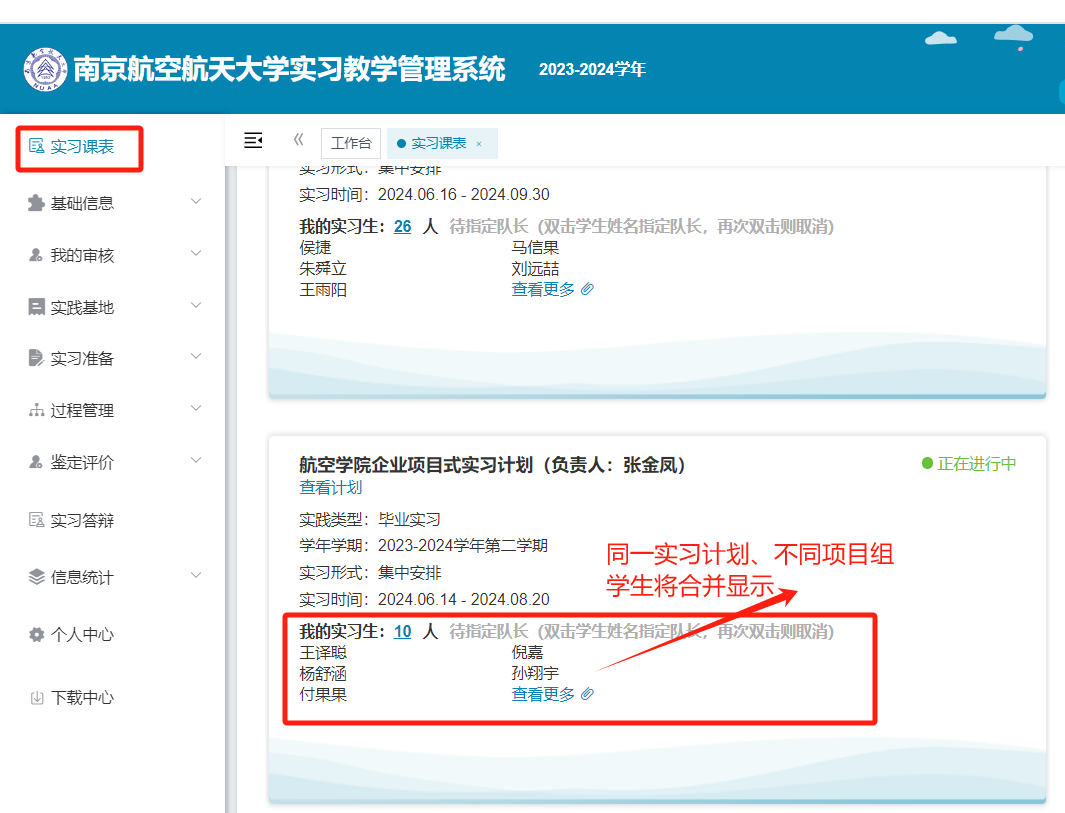 南京航空航天大学实习教学管理系统 2023-2024学年
实习课表
基础信息
我的审核
实践基地
实习准备
过程管理
鉴定评价
实习答辩
信息统计
个人中心
下载中心
工作台 实习课表 ×
实习形式：集中安排
实习时间：2024.06.16 - 2024.09.30
我的实习生：26 人 待指定队长（双击学生姓名指定队长，再次双击则取消)
侯捷 马信果
朱舜立 刘远喆
王雨阳 查看更多
航空学院企业项目式实习计划（负责人：张金凤） 正在进行中
查看计划
实践类型：毕业实习
学年学期：2023-2024学年第二学期
实习形式：集中安排
实习时间：2024.06.14 - 2024.08.20
同一实习计划、不同项目组
学生将合并显示
我的实习生：10 人 待指定队长（双击学生姓名指定队长，再次双击则取消)
王译聪 倪嘉
杨舒涵 孙翔宇
付果果 查看更多